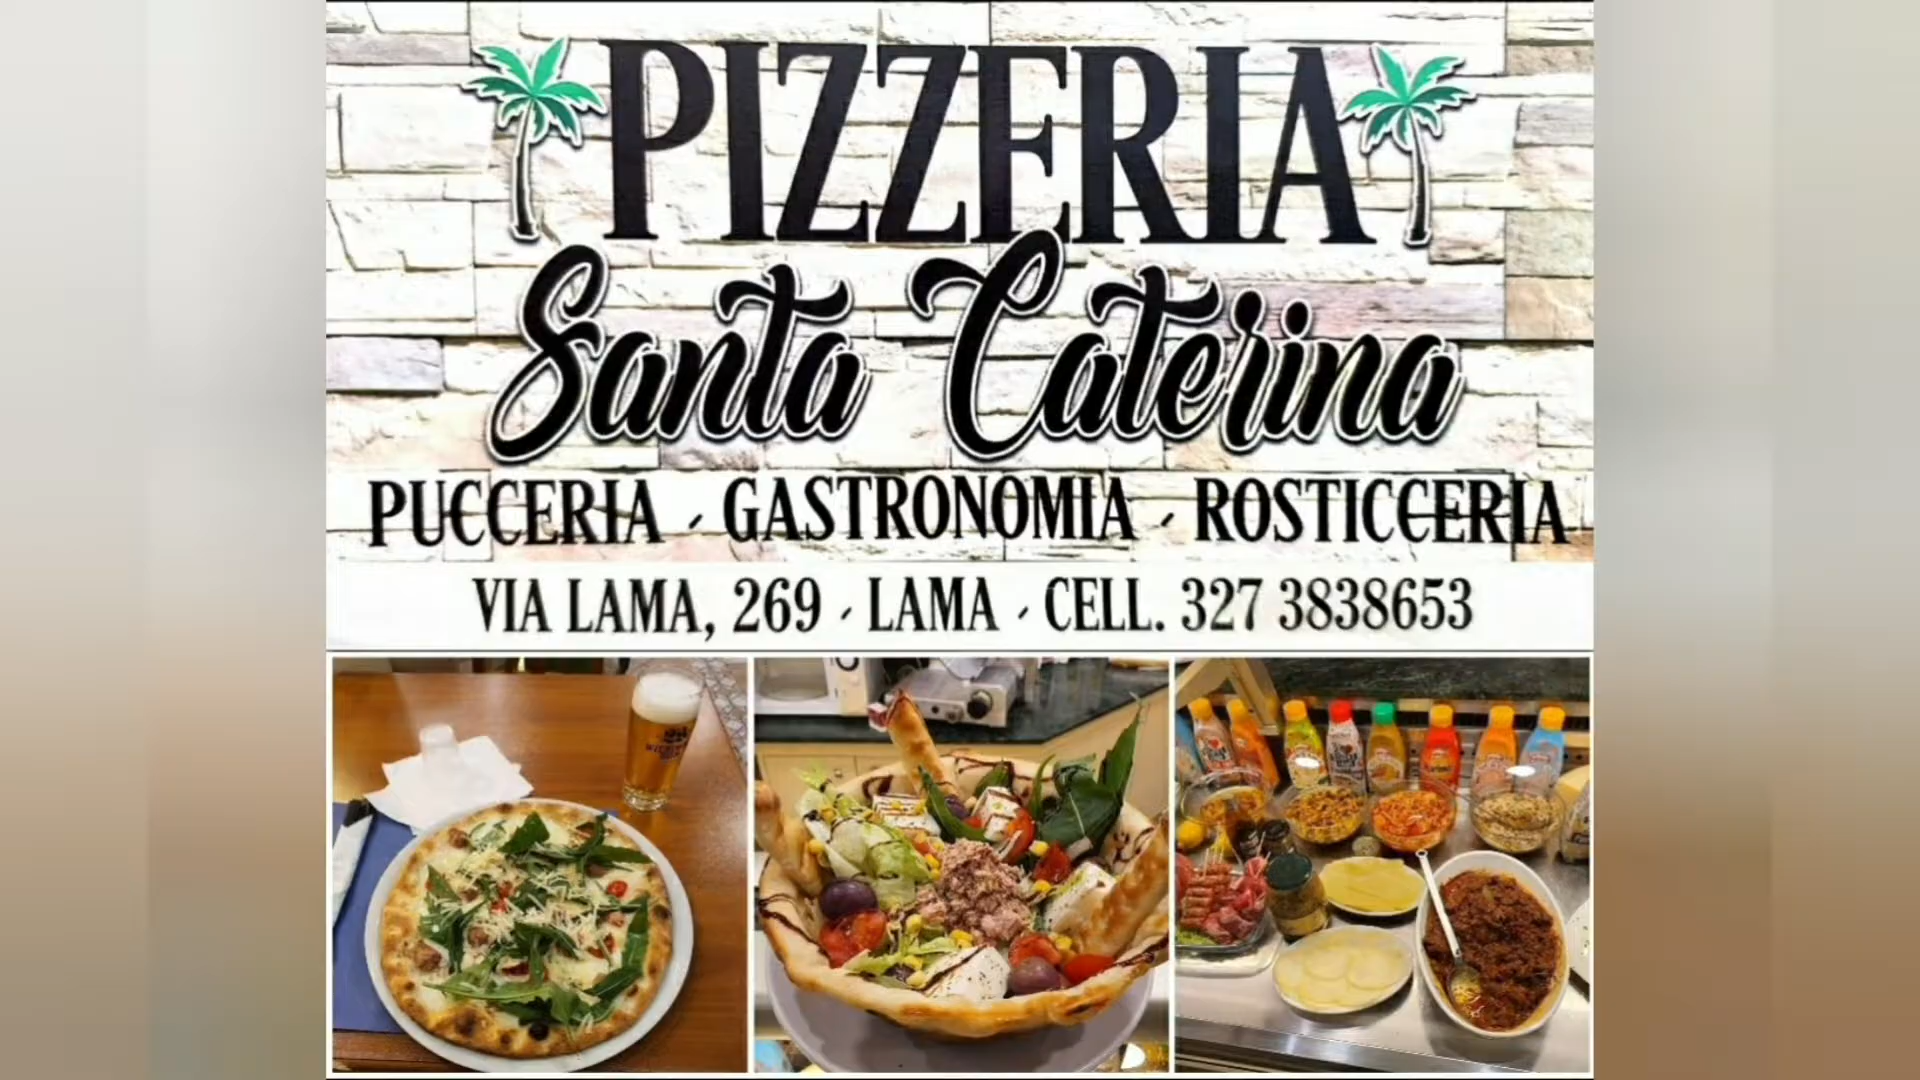 PIZZERIA
Santa Caterina
PUCCERIA - GASTRONOMIA - ROSTICCERIA
VIA LAMA, 269 - LAMA - CELL. 327 3838653